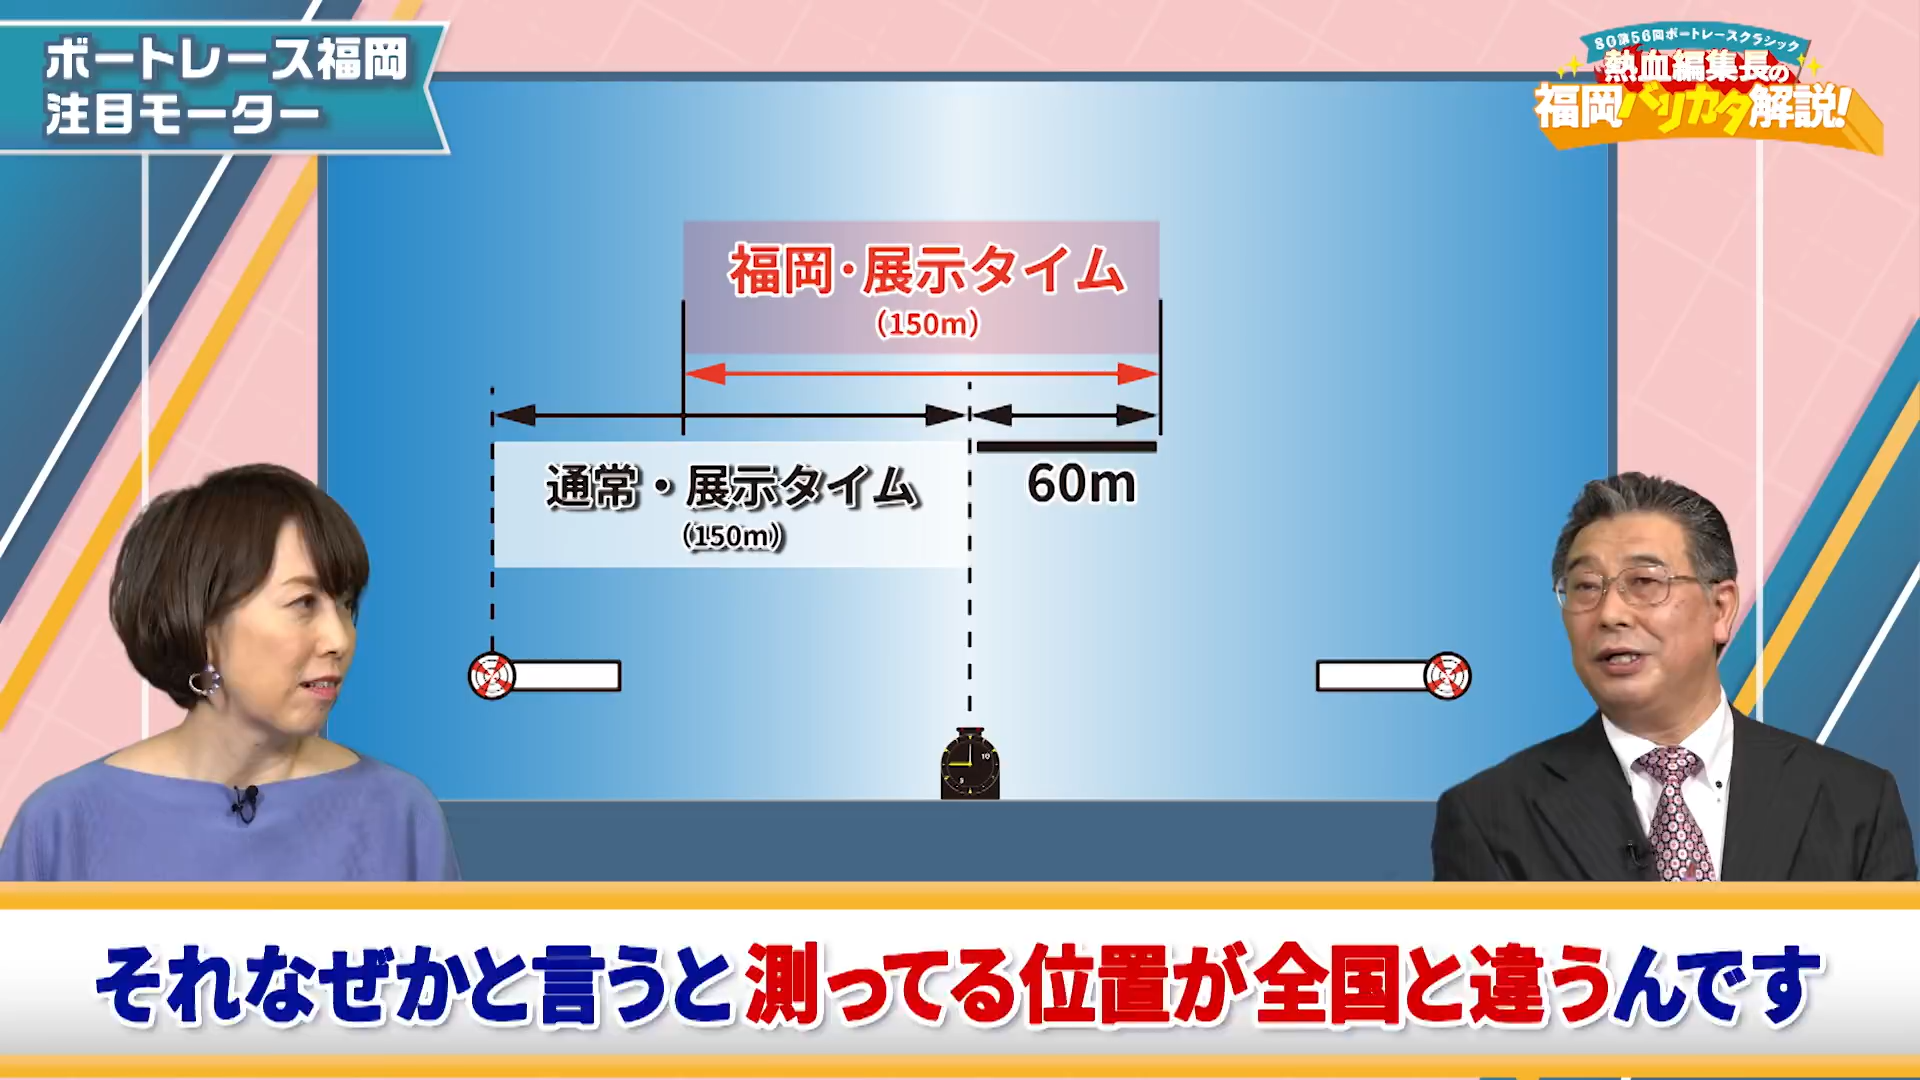 ボートレース福岡
注目モーター
SG第56回ボートレースクラシック
熱血編集長の
福岡バリカタ解説!
福岡・展示タイム
(150m)
通常・展示タイム
(150m)
60m
10
それなぜかと言うと測ってる位置が全国と違うんです